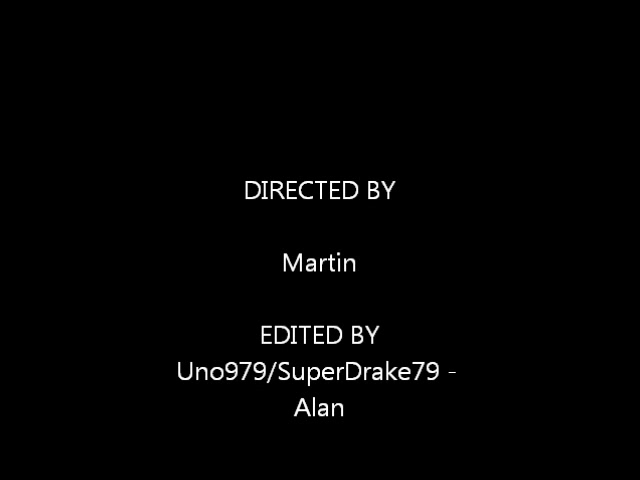 DIRECTED BY
Martin
EDITED BY
Uno979/SuperDrake79 -
Alan